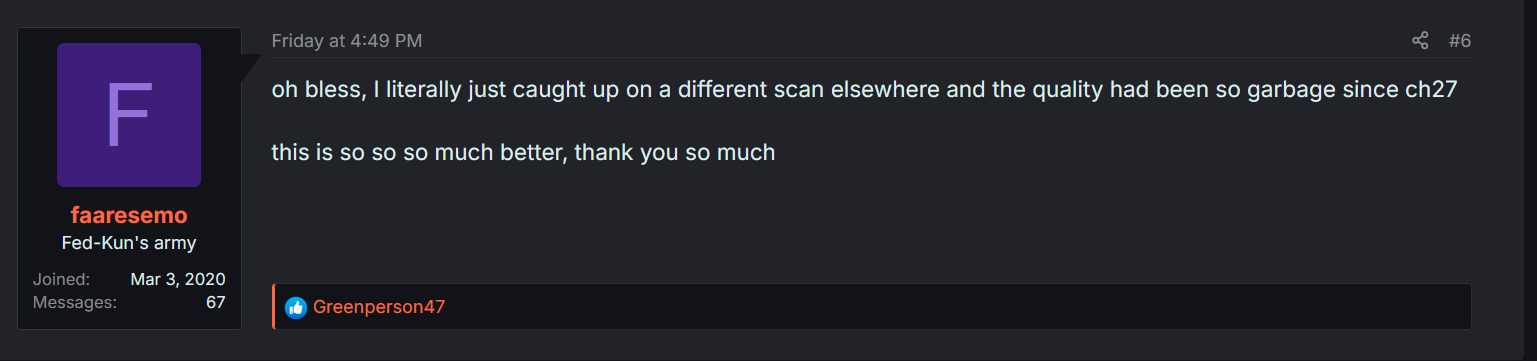 F
faaresemo
Fed-Kun's army
Joined: Mar 3, 2020
Messages: 67
Friday at 4:49 PM
#6
oh bless, I literally just caught up on a different scan elsewhere and the quality had been so garbage since ch27
this is so so so much better, thank you so much
Greenperson47